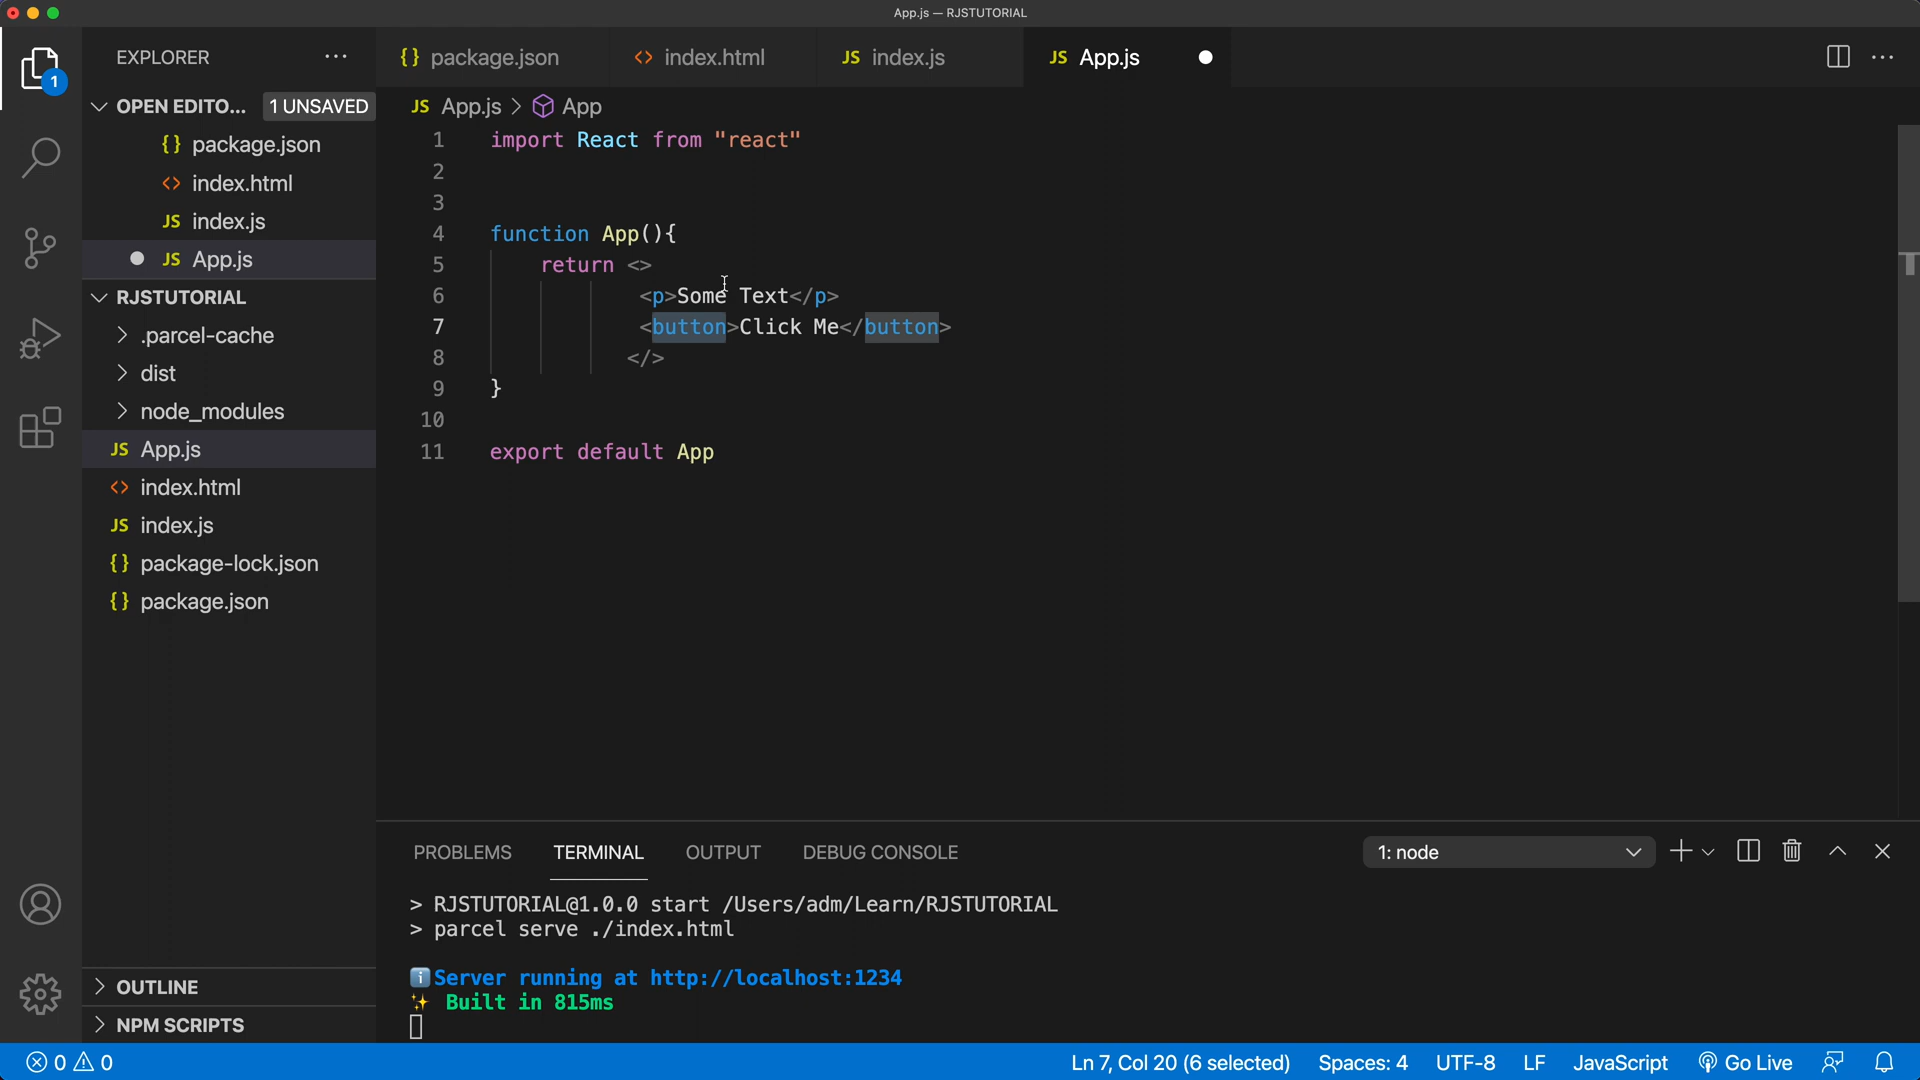 App.js — RJSTUTORIAL
EXPLORER
1
OPEN EDITO... 1 UNSAVED
package.json
index.html
JS index.js
JS App.js
RJSTUTORIAL
.parcel-cache
dist
node_modules
JS App.js
index.html
JS index.js
{} package-lock.json
{} package.json
OUTLINE
NPM SCRIPTS
{} package.json <> index.html JS index.js JS App.js
JS App.js > App
1 import React from "react"
2
3
4 function App(){
5 return <>
6 <p>Some Text</p>
7 <button>Click Me</button>
8 </>
9 }
10
11 export default App
PROBLEMS TERMINAL OUTPUT DEBUG CONSOLE 1: node
> RJSTUTORIAL@1.0.0 start /Users/adm/Learn/RJSTUTORIAL
> parcel serve ./index.html
Server running at http://localhost:1234
✨ Built in 815ms
0 0 Ln 7, Col 20 (6 selected) Spaces: 4 UTF-8 LF JavaScript Go Live